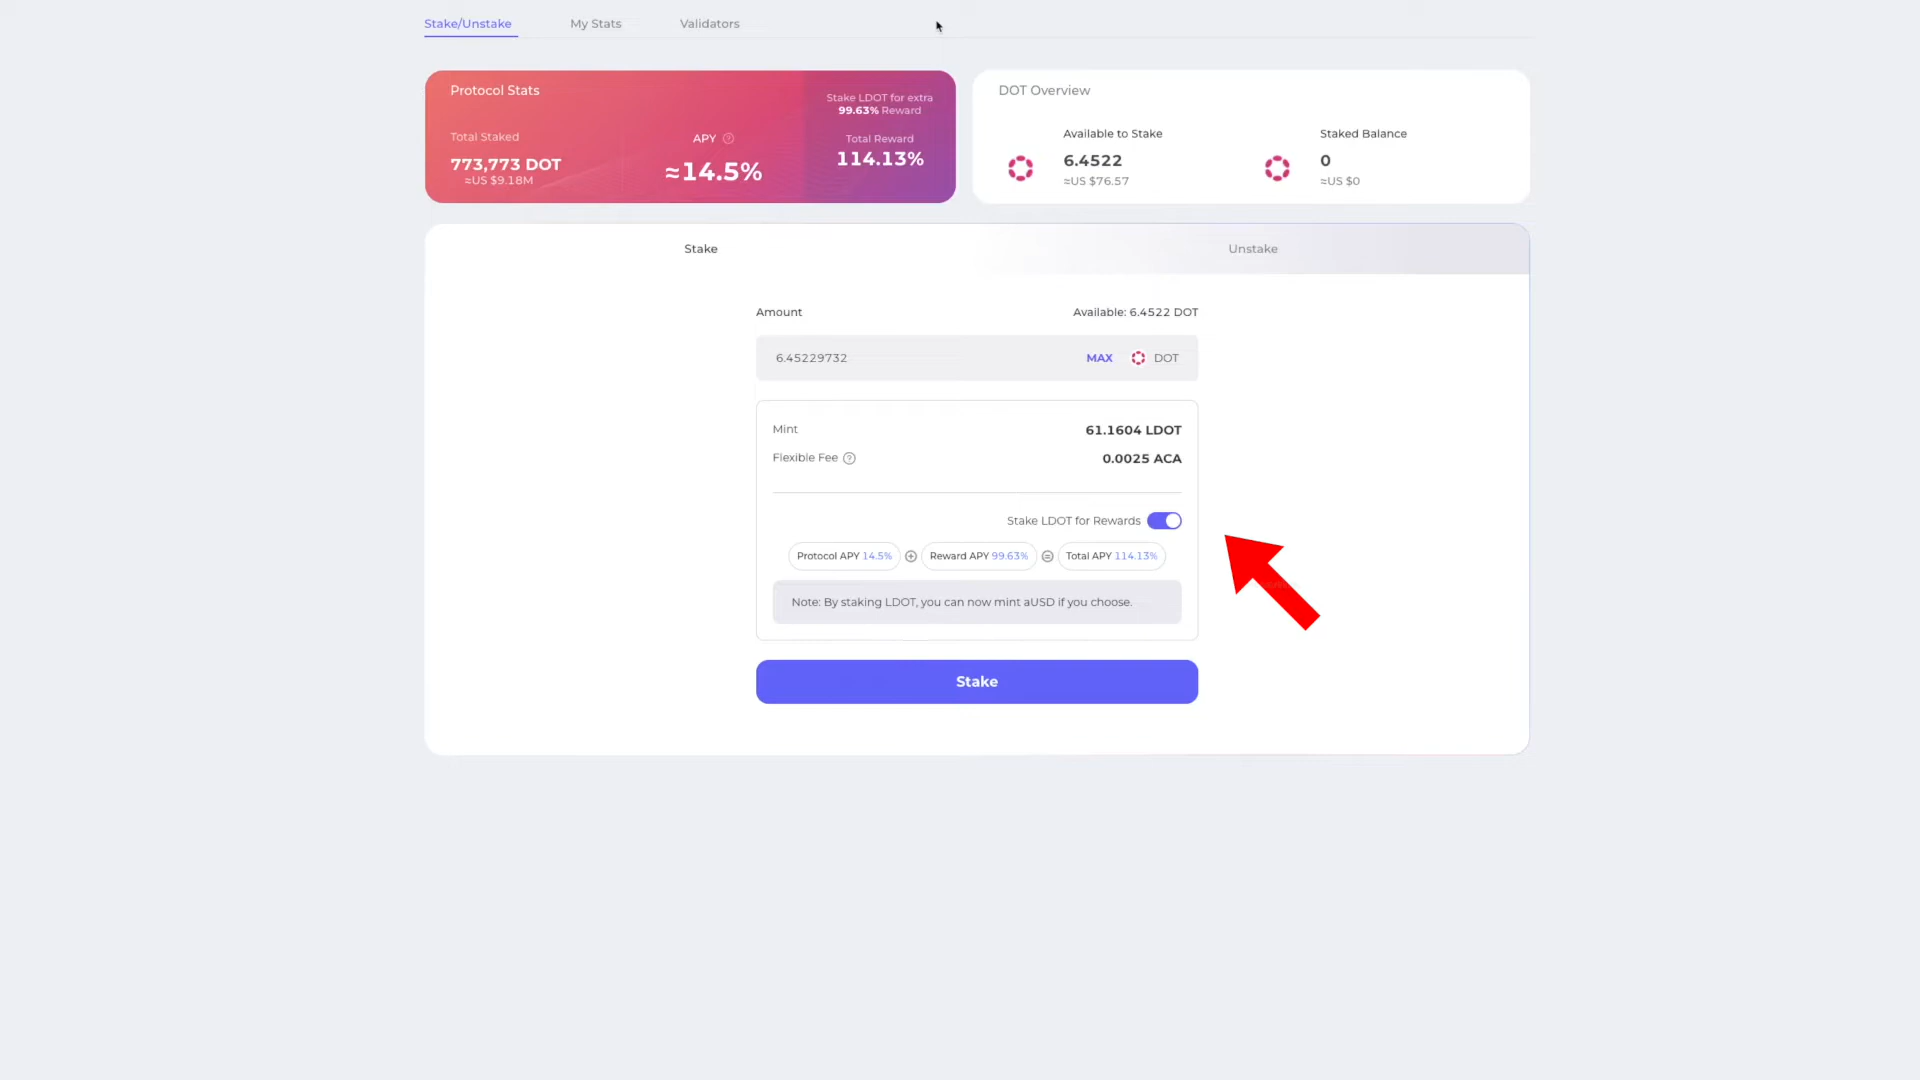 Stake/Unstake
My Stats
Validators
Protocol Stats
Total Staked
773,773 DOT
≈US $9.18M
APY
≈14.5%
Stake LDOT for extra
99.63% Reward
Total Reward
114.13%
DOT Overview
Available to Stake
6.4522
≈US $76.57
Staked Balance
0
≈US $0
Stake
Unstake
Amount
Available: 6.4522 DOT
6.45229732
MAX
DOT
Mint
61.1604 LDOT
Flexible Fee ?
0.0025 ACA
Stake LDOT for Rewards
Protocol APY 14.5% + Reward APY 99.63% = Total APY 114.13%
Note: By staking LDOT, you can now mint aUSD if you choose.
Stake